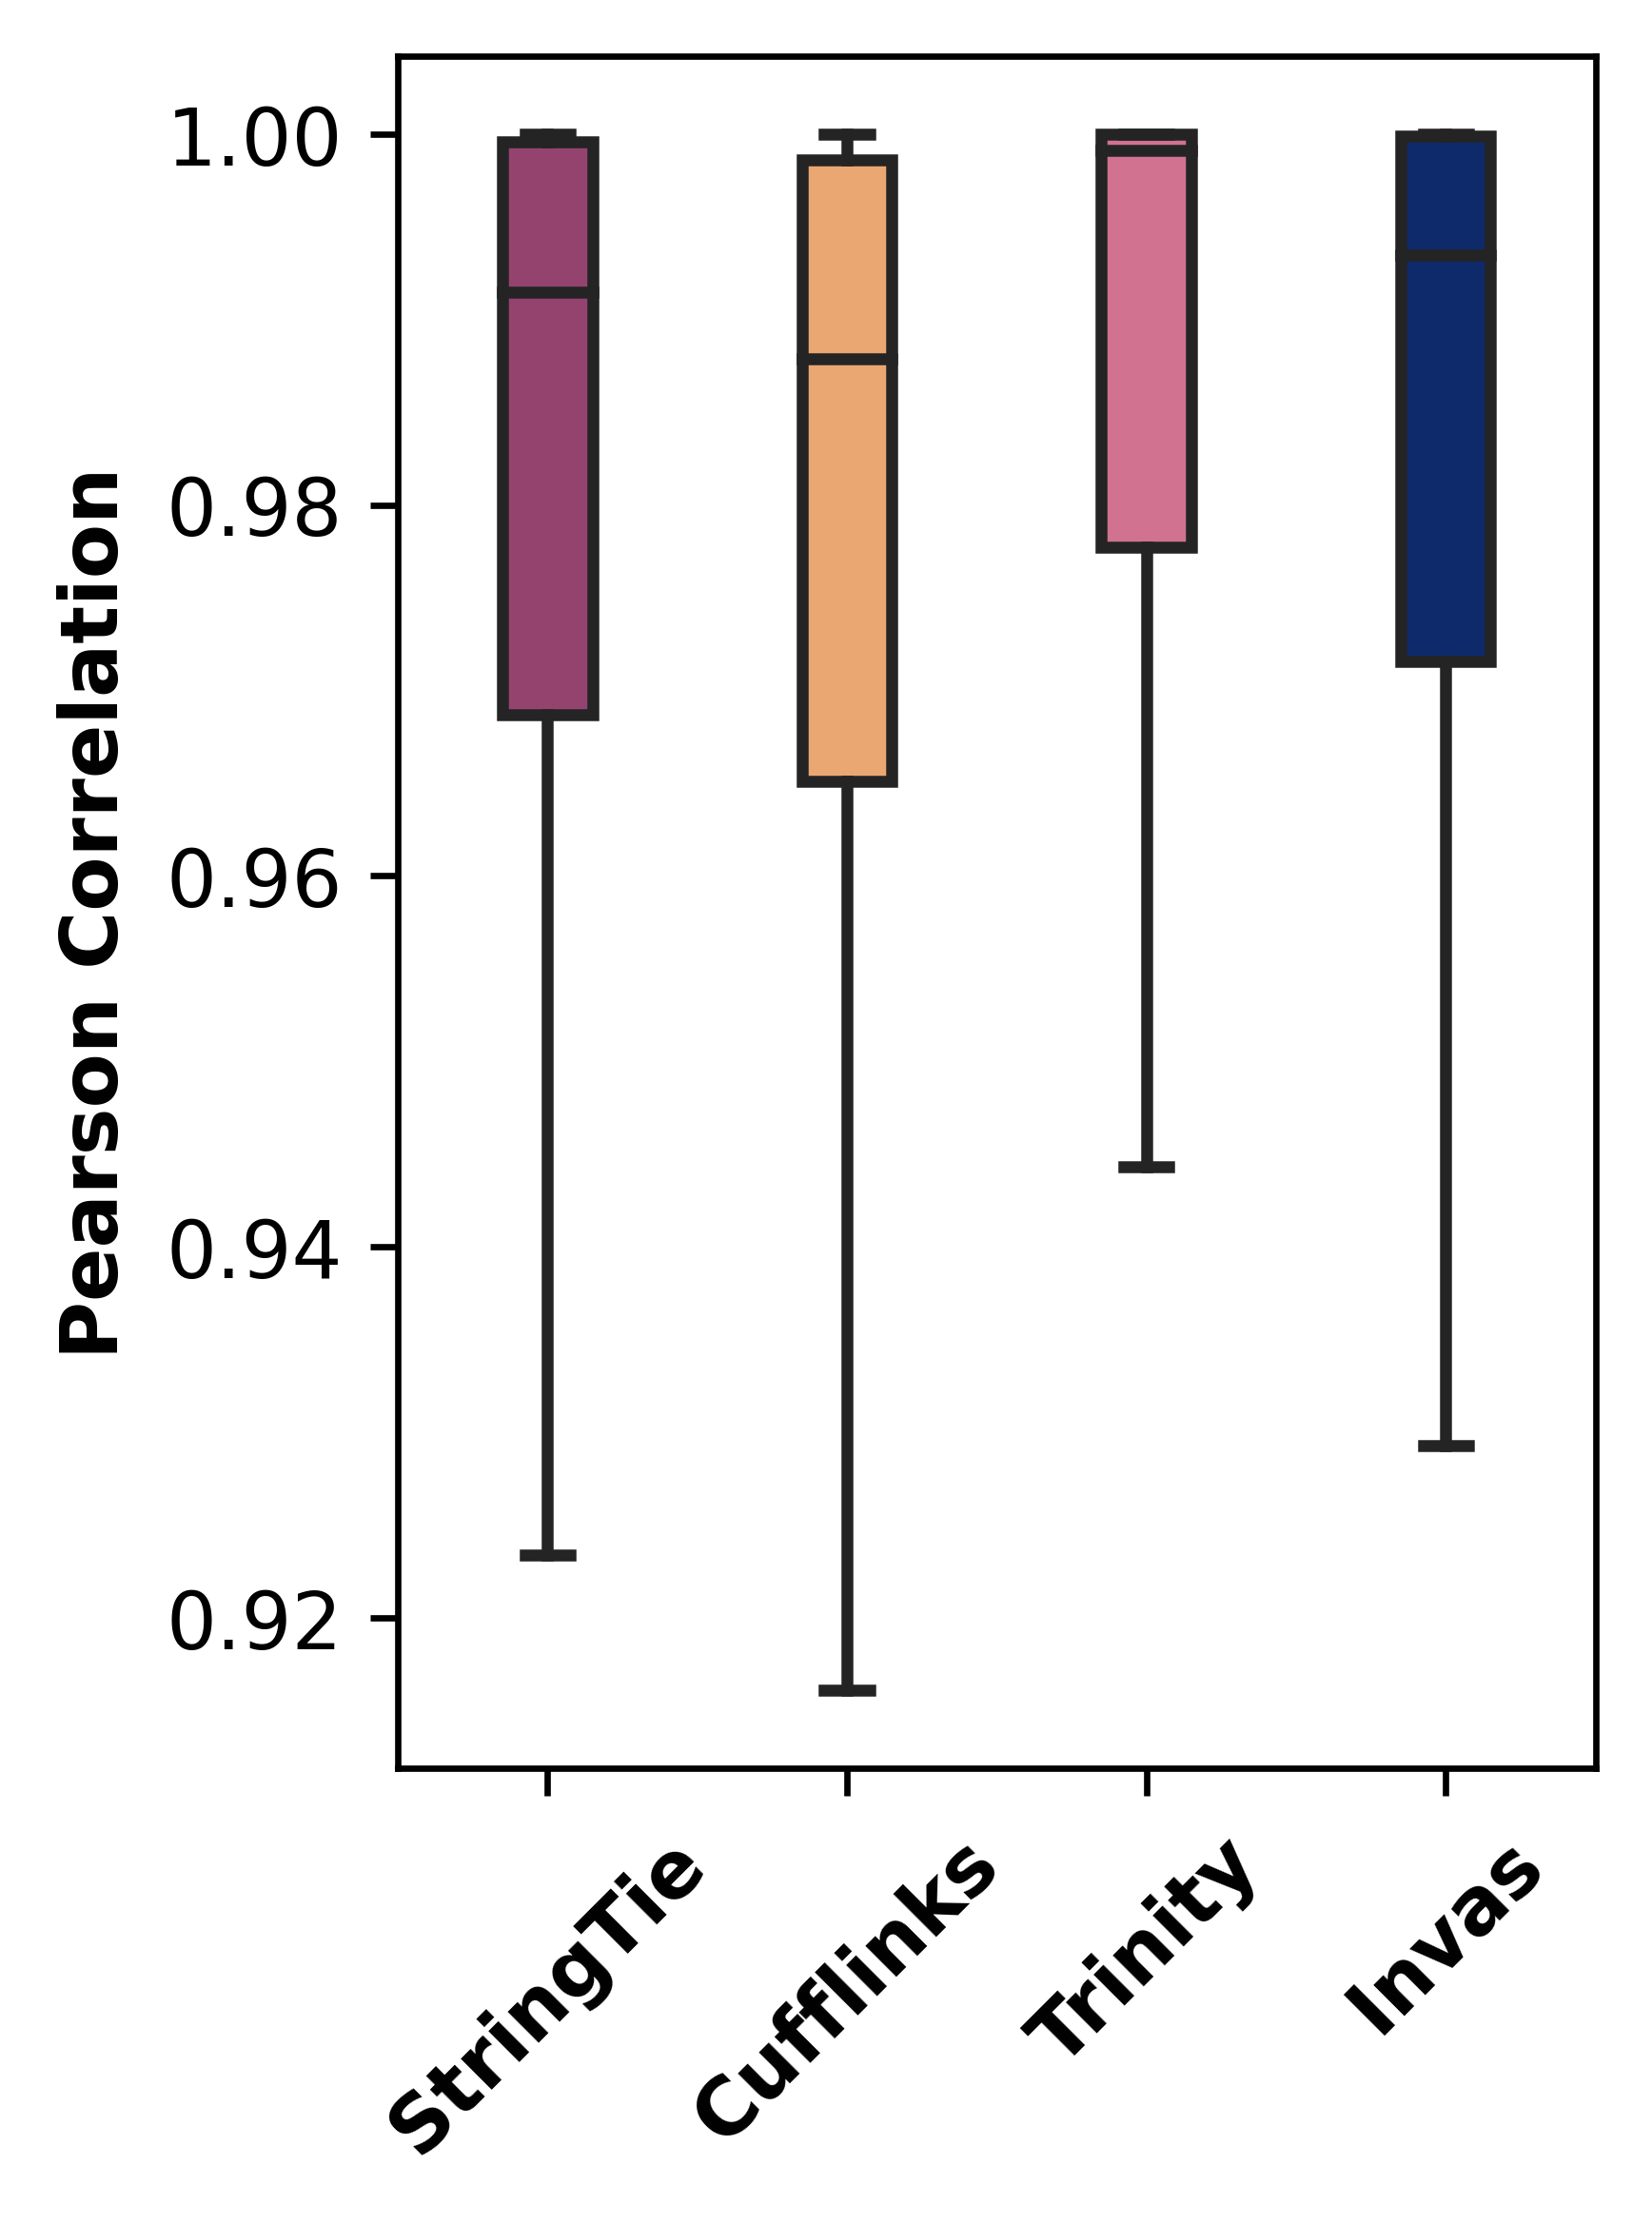 Pearson Correlation
1.00
0.98
0.96
0.94
0.92
StringTie
Cufflinks
Trinity
Invas